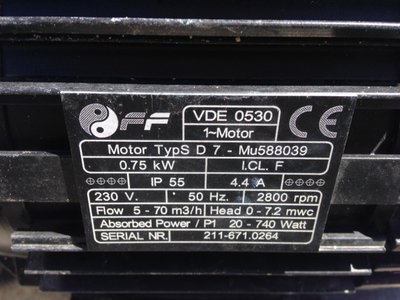 FF VDE 0530 CE
1~Motor
Motor TypS D 7 - Mu588039
0.75 kW I.CL. F
IP 55 4.4 A
230 V. 50 Hz. 2800 rpm
Flow 5 - 70 m3/h Head 0 - 7.2 mwc
Absorbed Power / P1 20 - 740 Watt
SERIAL NR. 211-671.0264